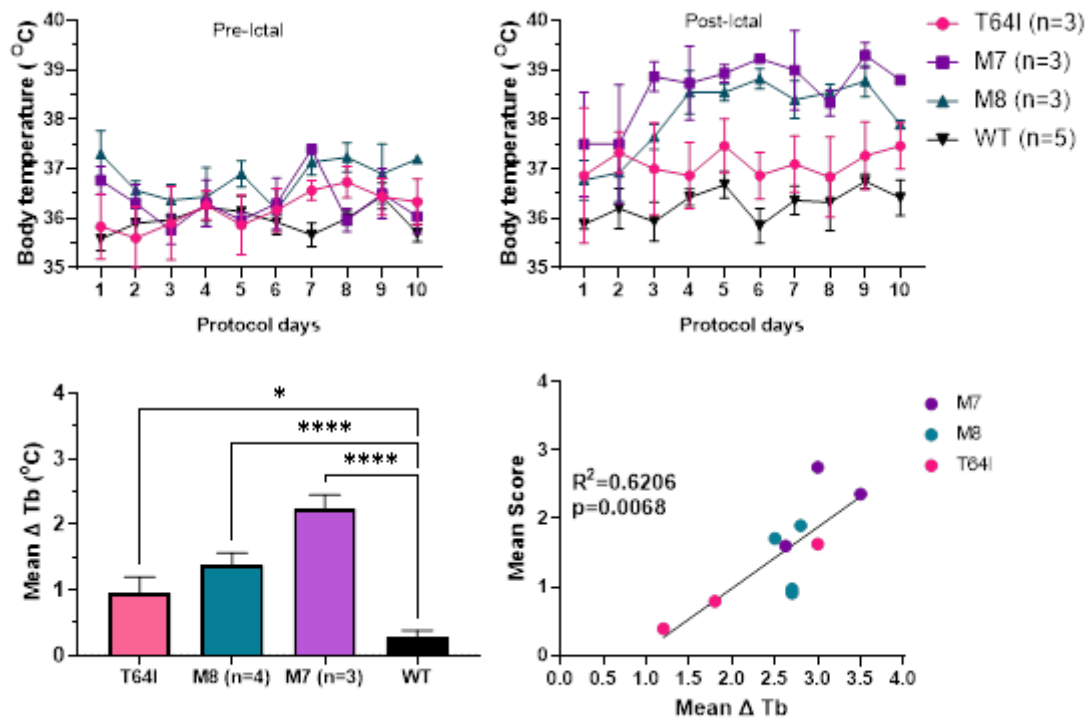 Pre-Ictal
Body temperature ( °C)
40
39
38
37
36
35
1 2 3 4 5 6 7 8 9 10
Protocol days
Post-Ictal
Body temperature ( °C)
40
39
38
37
36
35
1 2 3 4 5 6 7 8 9 10
Protocol days
T64I (n=3)
M7 (n=3)
M8 (n=3)
WT (n=5)
Mean Δ Tb (°C)
4
3
2
1
0
*
****
****
T64I M8 (n=4) M7 (n=3) WT
Mean Score
4
3
2
1
0
R²=0.6206
p=0.0068
0.0 0.5 1.0 1.5 2.0 2.5 3.0 3.5 4.0
Mean Δ Tb
M7
M8
T64I